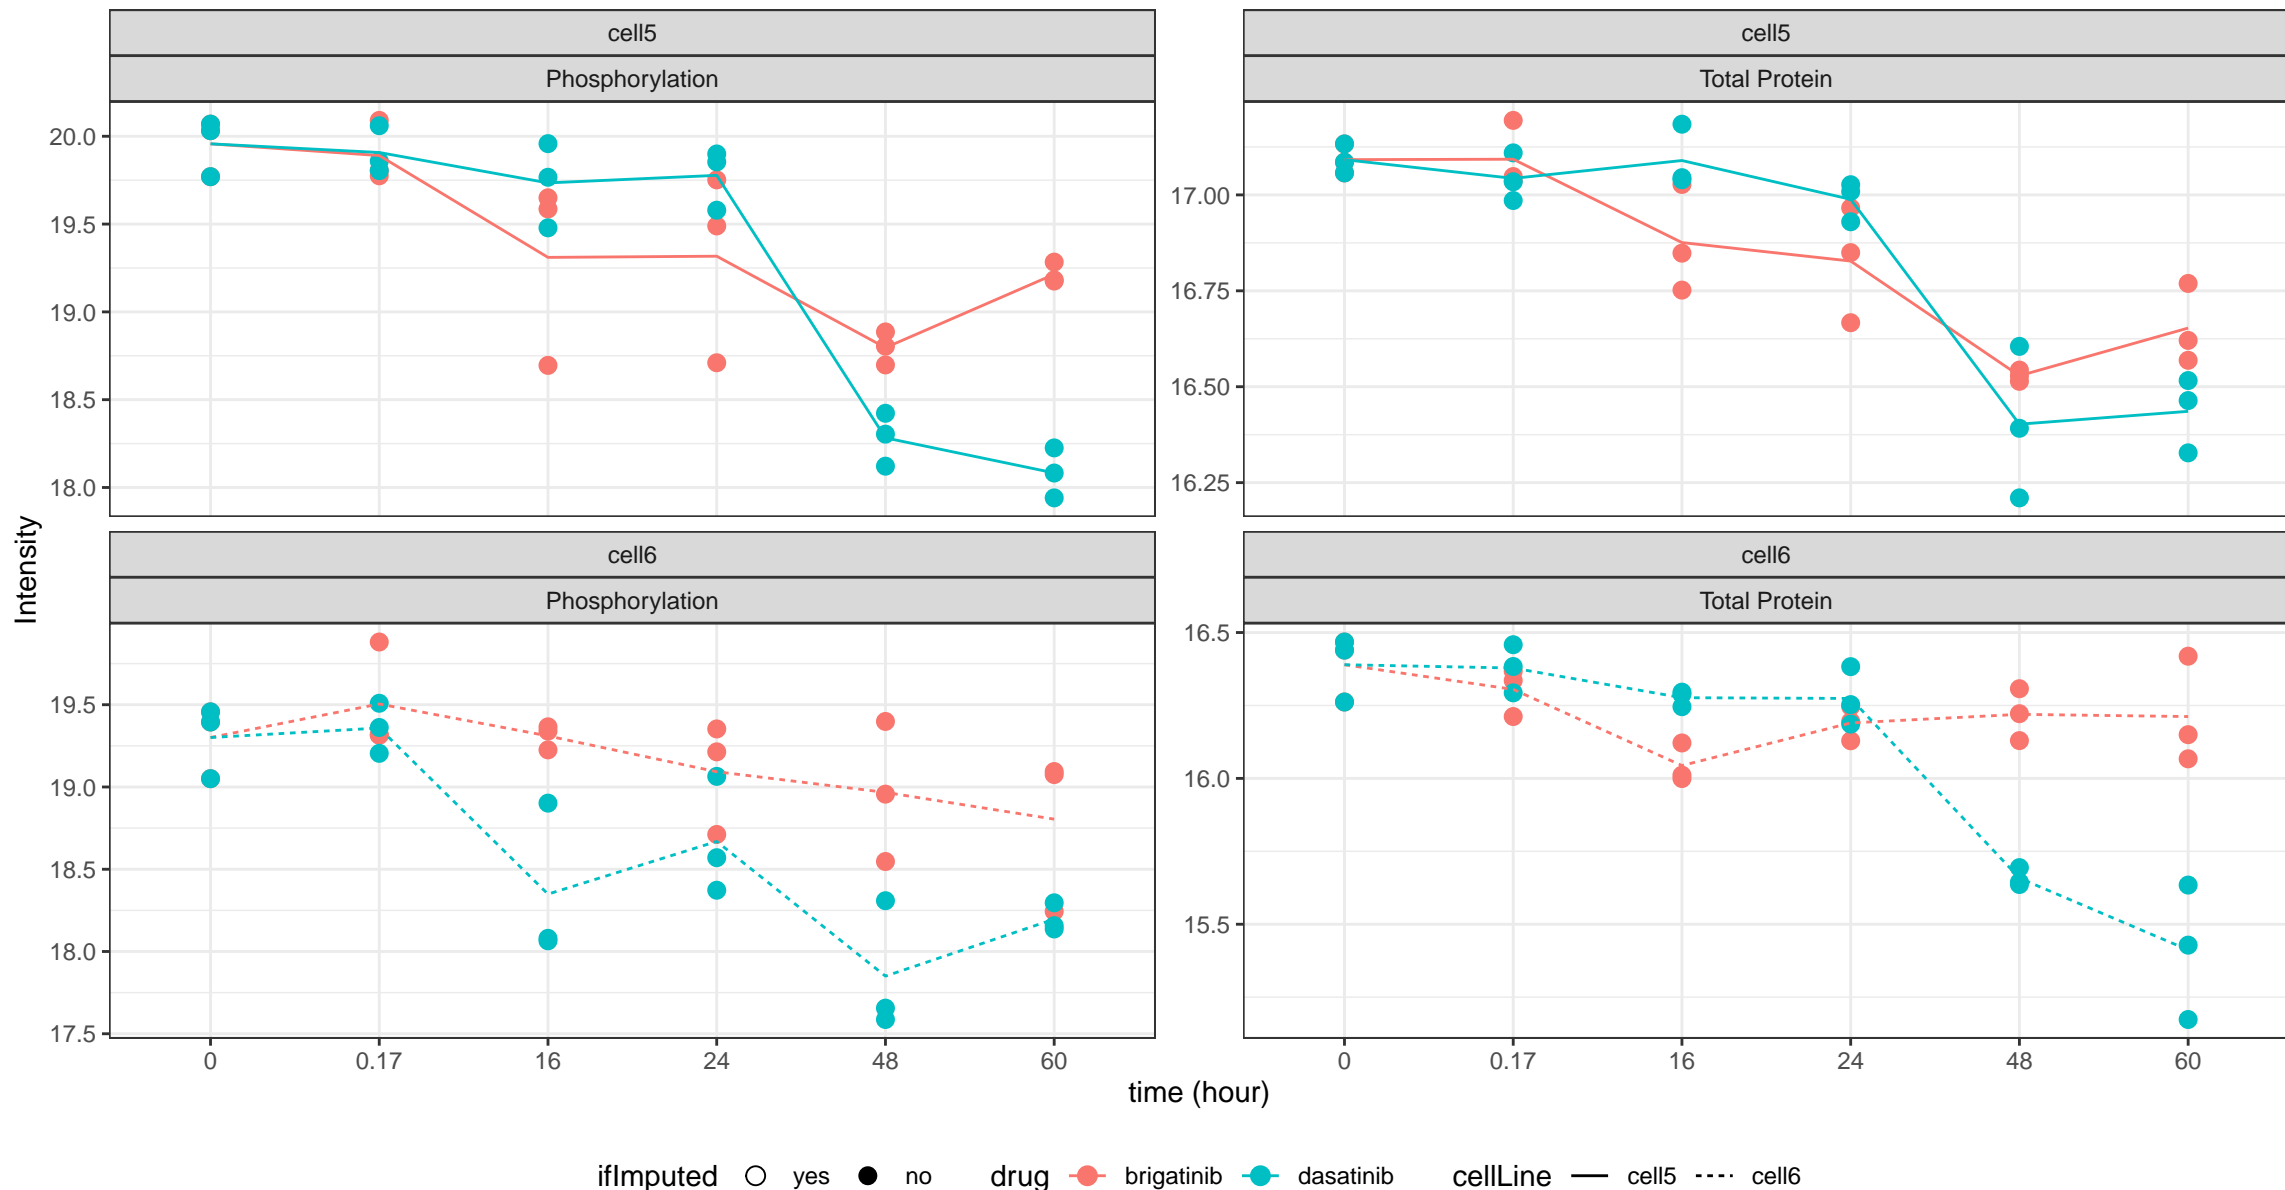 cell5
Phosphorylation
20.0
19.5
19.0
18.5
18.0
cell5
Total Protein
17.00
16.75
16.50
16.25
Intensity
cell6
Phosphorylation
19.5
19.0
18.5
18.0
17.5
0 0.17 16 24 48 60
cell6
Total Protein
16.5
16.0
15.5
0 0.17 16 24 48 60
time (hour)
ifImputed yes no drug brigatinib dasatinib cellLine cell5 cell6